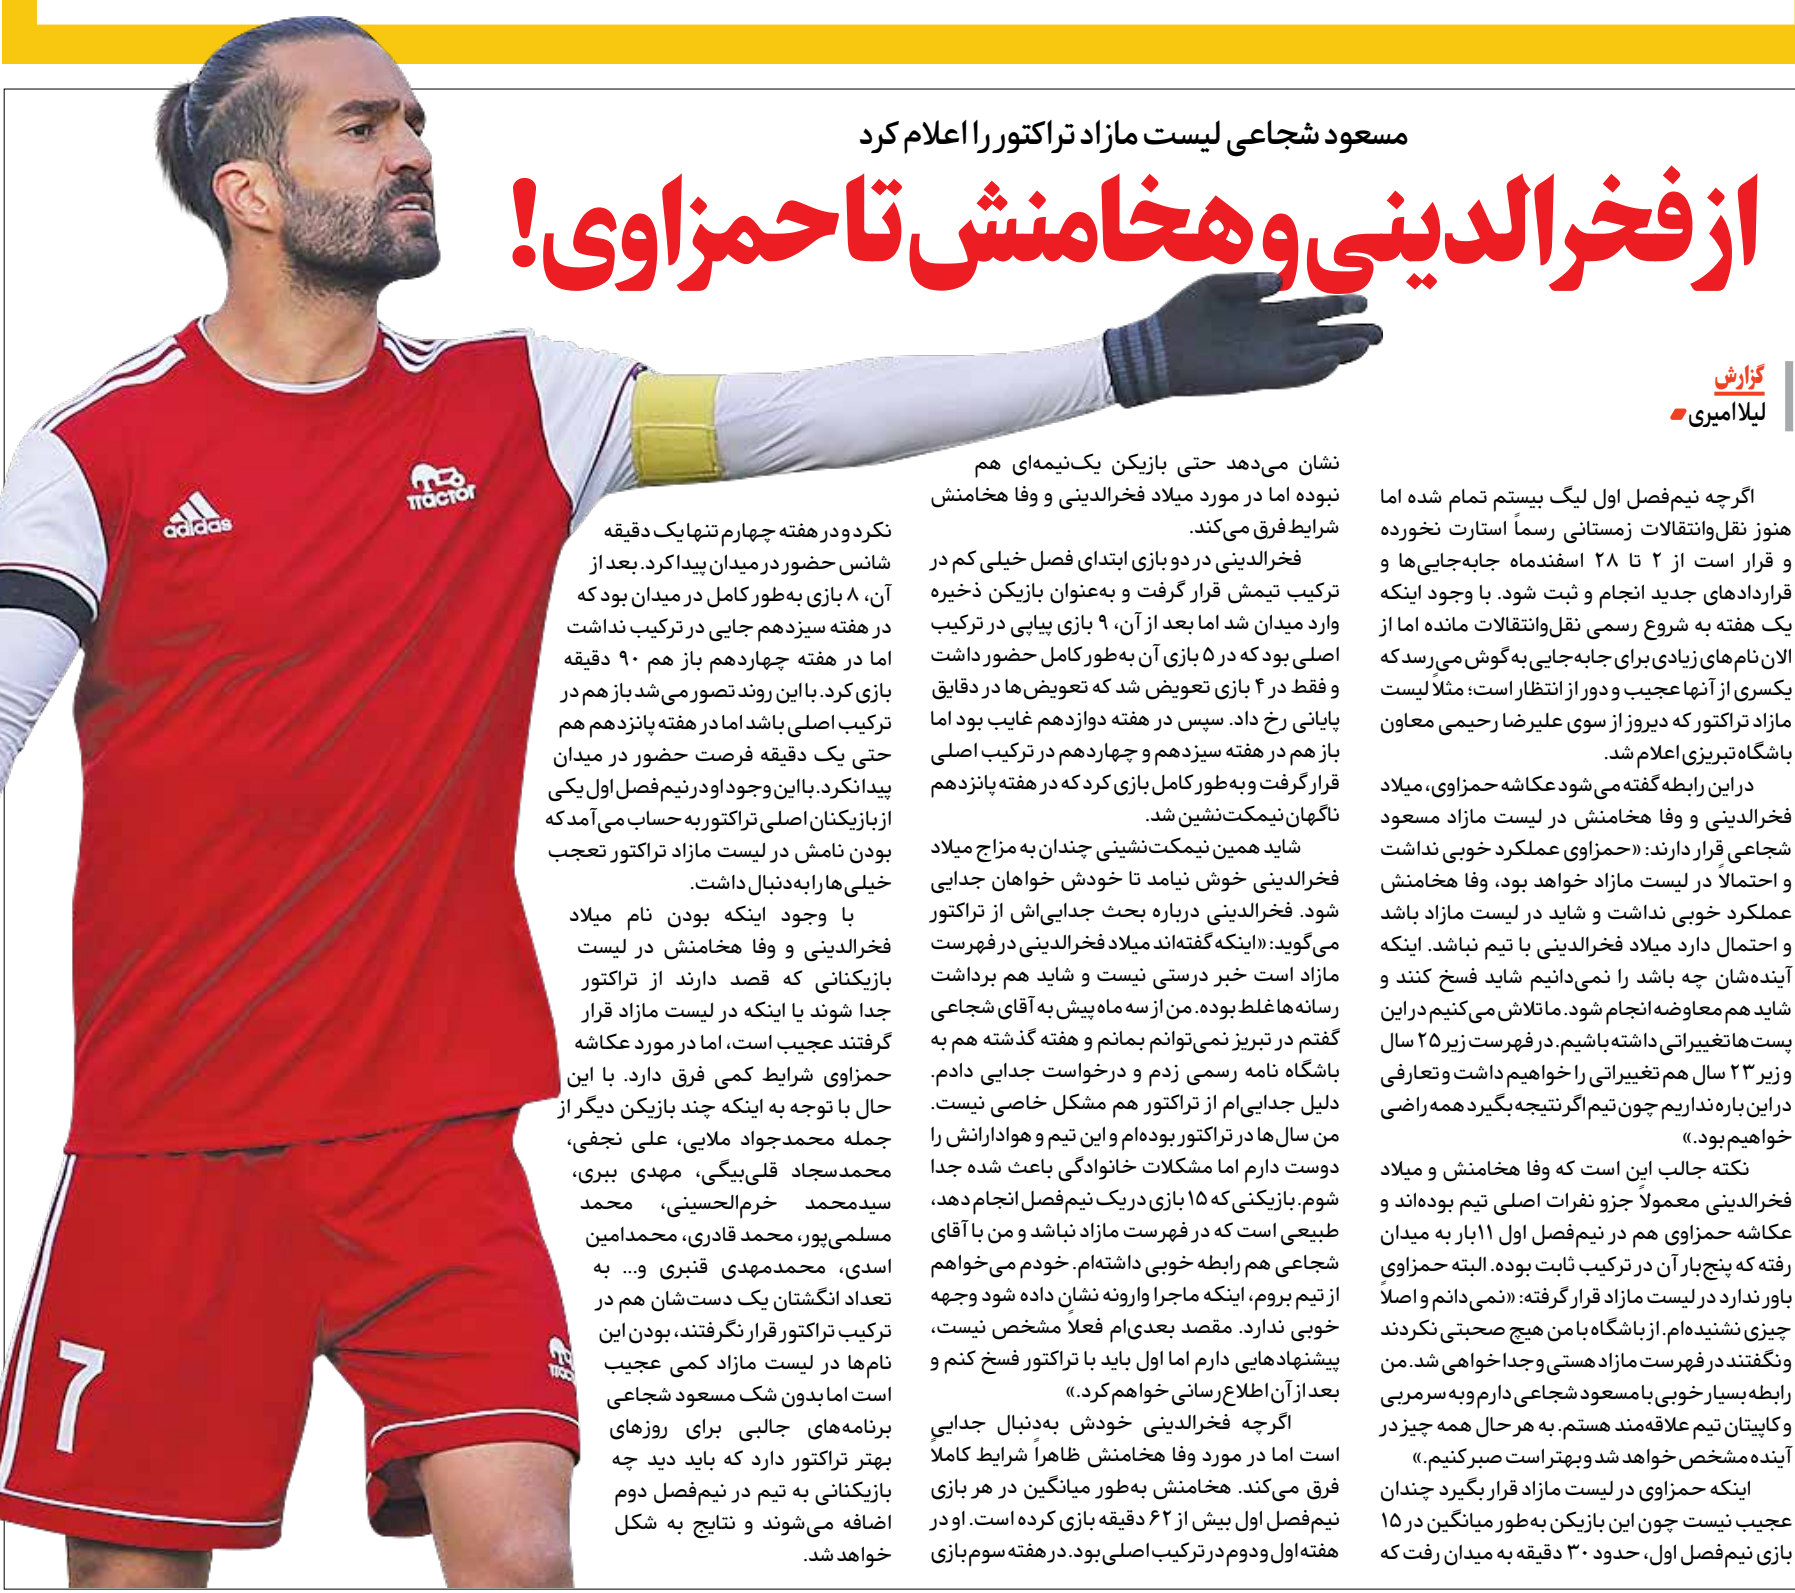 مسعود شجاعی لیست مازاد تراکتور را اعلام کرد
از فخرالدینی و هخامنش تا حمزاوی!
گزارش
لیلا امیری
اگرچه نیم‌فصل اول لیگ بیستم تمام شده اما
هنوز نقل‌وانتقالات زمستانی رسماً استارت نخورده
و قرار است از ۲ تا ۲۸ اسفندماه جابه‌جایی‌ها و
قراردادهای جدید انجام و ثبت شود. با وجود اینکه
یک هفته به شروع رسمی نقل‌وانتقالات مانده اما از
الان نام‌های زیادی برای جابه‌جایی به گوش می‌رسد که
یکسری از آنها عجیب و دور از انتظار است؛ مثلاً لیست
مازاد تراکتور که دیروز از سوی علیرضا رحیمی معاون
باشگاه تبریزی اعلام شد.
در این رابطه گفته می‌شود عکاشه حمزاوی، میلاد
فخرالدینی و وفا هخامنش در لیست مازاد مسعود
شجاعی قرار دارند: «حمزاوی عملکرد خوبی نداشت
و احتمالاً در لیست مازاد خواهد بود، وفا هخامنش
عملکرد خوبی نداشت و شاید در لیست مازاد باشد
و احتمال دارد میلاد فخرالدینی با تیم نباشد. اینکه
آینده‌شان چه باشد را نمی‌دانیم شاید فسخ کنند و
شاید هم معاوضه انجام شود. ما تلاش می‌کنیم در این
پست‌ها تغییراتی داشته باشیم. در فهرست زیر ۲۵ سال
و زیر ۲۳ سال هم تغییراتی را خواهیم داشت و تعارفی
در این باره نداریم چون تیم اگر نتیجه بگیرد همه راضی
خواهیم بود.»
نکته جالب این است که وفا هخامنش و میلاد
فخرالدینی معمولاً جزو نفرات اصلی تیم بوده‌اند و
عکاشه حمزاوی هم در نیم‌فصل اول ۱۱بار به میدان
رفته که پنج‌بار آن در ترکیب ثابت بوده. البته حمزاوی
باور ندارد در لیست مازاد قرار گرفته: «نمی‌دانم و اصلاً
چیزی نشنیده‌ام. از باشگاه با من هیچ صحبتی نکردند
و نگفتند در فهرست مازاد هستی و جدا خواهی شد. من
رابطه بسیار خوبی با مسعود شجاعی دارم و به سرمربی
و کاپیتان تیم علاقه‌مند هستم. به هر حال همه چیز در
آینده مشخص خواهد شد و بهتر است صبر کنیم.»
اینکه حمزاوی در لیست مازاد قرار بگیرد چندان
عجیب نیست چون این بازیکن به‌طور میانگین در ۱۵
بازی نیم‌فصل اول، حدود ۳۰ دقیقه به میدان رفت که
نشان می‌دهد حتی بازیکن یک‌نیمه‌ای هم
نبوده اما در مورد میلاد فخرالدینی و وفا هخامنش
شرایط فرق می‌کند.
فخرالدینی در دو بازی ابتدای فصل خیلی کم در
ترکیب تیمش قرار گرفت و به‌عنوان بازیکن ذخیره
وارد میدان شد اما بعد از آن، ۹ بازی پیاپی در ترکیب
اصلی بود که در ۵ بازی آن به‌طور کامل حضور داشت
و فقط در ۴ بازی تعویض شد که تعویض‌ها در دقایق
پایانی رخ داد. سپس در هفته دوازدهم غایب بود اما
باز هم در هفته سیزدهم و چهاردهم در ترکیب اصلی
قرار گرفت و به‌طور کامل بازی کرد که در هفته پانزدهم
ناگهان نیمکت‌نشین شد.
شاید همین نیمکت‌نشینی چندان به مزاج میلاد
فخرالدینی خوش نیامد تا خودش خواهان جدایی
شود. فخرالدینی درباره بحث جدایی‌اش از تراکتور
می‌گوید: «اینکه گفته‌اند میلاد فخرالدینی در فهرست
مازاد است خبر درستی نیست و شاید هم برداشت
رسانه‌ها غلط بوده. من از سه ماه پیش به آقای شجاعی
گفتم در تبریز نمی‌توانم بمانم و هفته گذشته هم به
باشگاه نامه رسمی زدم و درخواست جدایی دادم.
دلیل جدایی‌ام از تراکتور هم مشکل خاصی نیست.
من سال‌ها در تراکتور بوده‌ام و این تیم و هوادارانش را
دوست دارم اما مشکلات خانوادگی باعث شده جدا
شوم. بازیکنی که ۱۵ بازی در یک نیم‌فصل انجام دهد،
طبیعی است که در فهرست مازاد نباشد و من با آقای
شجاعی هم رابطه خوبی داشته‌ام. خودم می‌خواهم
از تیم بروم، اینکه ماجرا وارونه نشان داده شود وجهه
خوبی ندارد. مقصد بعدی‌ام فعلاً مشخص نیست،
پیشنهادهایی دارم اما اول باید با تراکتور فسخ کنم و
بعد از آن اطلاع‌رسانی خواهم کرد.»
اگرچه فخرالدینی خودش به‌دنبال جدایی
است اما در مورد وفا هخامنش ظاهراً شرایط کاملاً
فرق می‌کند. هخامنش به‌طور میانگین در هر بازی
نیم‌فصل اول بیش از ۶۲ دقیقه بازی کرده است. او در
هفته اول و دوم در ترکیب اصلی بود. در هفته سوم بازی
نکرد و در هفته چهارم تنها یک دقیقه
شانس حضور در میدان پیدا کرد. بعد از
آن، ۸ بازی به‌طور کامل در میدان بود که
در هفته سیزدهم جایی در ترکیب نداشت
اما در هفته چهاردهم باز هم ۹۰ دقیقه
بازی کرد. با این روند تصور می‌شد باز هم در
ترکیب اصلی باشد اما در هفته پانزدهم هم
حتی یک دقیقه فرصت حضور در میدان
پیدا نکرد. با این وجود او در نیم‌فصل اول یکی
از بازیکنان اصلی تراکتور به حساب می‌آمد که
بودن نامش در لیست مازاد تراکتور تعجب
خیلی‌ها را به‌دنبال داشت.
با وجود اینکه بودن نام میلاد
فخرالدینی و وفا هخامنش در لیست
بازیکنانی که قصد دارند از تراکتور
جدا شوند یا اینکه در لیست مازاد قرار
گرفتند عجیب است، اما در مورد عکاشه
حمزاوی شرایط کمی فرق دارد. با این
حال با توجه به اینکه چند بازیکن دیگر از
جمله محمدجواد ملایی، علی نجفی،
محمدسجاد قلی‌بیگی، مهدی ببری،
سیدمحمد خرم‌الحسینی، محمد
مسلمی‌پور، محمد قادری، محمدامین
اسدی، محمدمهدی قنبری و... به
تعداد انگشتان یک دست‌شان هم در
ترکیب تراکتور قرار نگرفتند، بودن این
نام‌ها در لیست مازاد کمی عجیب
است اما بدون شک مسعود شجاعی
برنامه‌های جالبی برای روزهای
بهتر تراکتور دارد که باید دید چه
بازیکنانی به تیم در نیم‌فصل دوم
اضافه می‌شوند و نتایج به شکل
خواهد شد.
adidas
TRACTOR
7